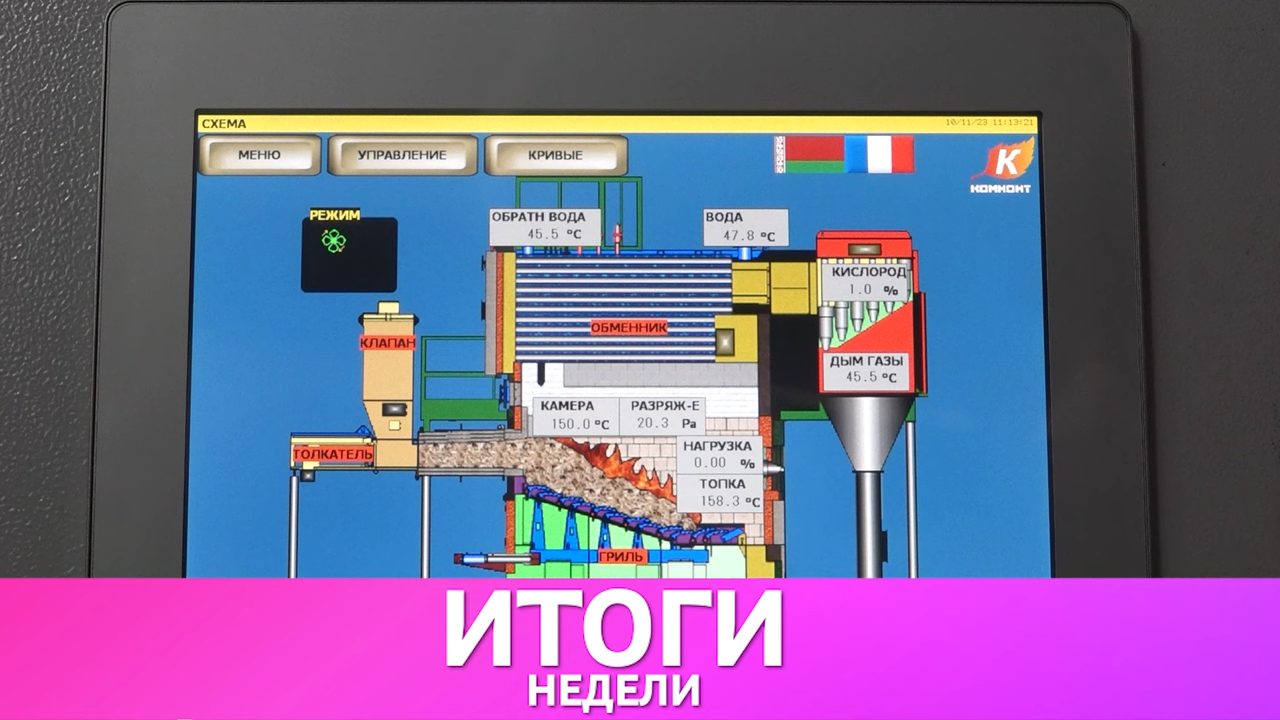 СХЕМА
10/11/23 11:13:21
МЕНЮ
УПРАВЛЕНИЕ
КРИВЫЕ
К
КОМКОНТ
РЕЖИМ
ОБРАТН ВОДА
45.5 °C
ВОДА
47.8 °C
КИСЛОРОД
1.0 %
ОБМЕННИК
КЛАПАН
ДЫМ ГАЗЫ
45.5 °C
КАМЕРА
150.0 °C
РАЗРЯЖ-Е
20.3 Pa
НАГРУЗКА
0.00 %
ТОЛКАТЕЛЬ
ТОПКА
158.3 °C
ГРИЛЬ
ИТОГИ
НЕДЕЛИ